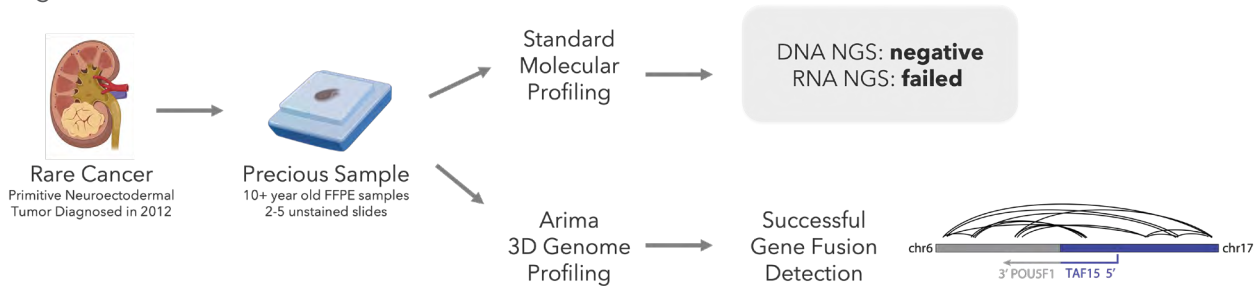 Rare Cancer
Primitive Neuroectodermal
Tumor Diagnosed in 2012
Precious Sample
10+ year old FFPE samples
2-5 unstained slides
Standard
Molecular
Profiling
DNA NGS: negative
RNA NGS: failed
Arima
3D Genome
Profiling
Successful
Gene Fusion
Detection
chr6
chr17
3' POU5F1
TAF15 5'